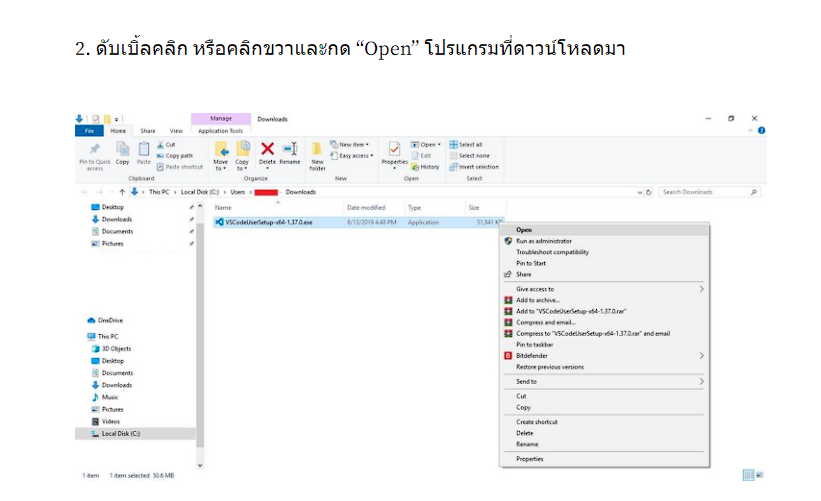 2. ดับเบิ้ลคลิก หรือคลิกขวาและกด “Open” โปรแกรมที่ดาวน์โหลดมา
Manage Downloads
File Home Share View Application Tools
Pin to Quick access
Copy
Paste
Cut
Copy path
Paste shortcut
Move to
Copy to
Delete
Rename
New folder
New item
Easy access
Properties
Open
Edit
History
Select all
Select none
Invert selection
Clipboard Organize New Open Select
This PC > Local Disk (C:) > Users > Downloads
Search Downloads
Name Date modified Type Size
VSCodeUserSetup-x64-1.37.0.exe 8/13/2019 4:48 PM Application 51,841 KB
Desktop
Downloads
Documents
Pictures
OneDrive
This PC
3D Objects
Desktop
Documents
Downloads
Music
Pictures
Videos
Local Disk (C:)
Open
Run as administrator
Troubleshoot compatibility
Pin to Start
Share
Give access to
Add to archive...
Add to "VSCodeUserSetup-x64-1.37.0.rar"
Compress and email...
Compress to "VSCodeUserSetup-x64-1.37.0.rar" and email
Pin to taskbar
Bitdefender
Restore previous versions
Send to
Cut
Copy
Create shortcut
Delete
Rename
Properties
1 item 1 item selected 50.6 MB